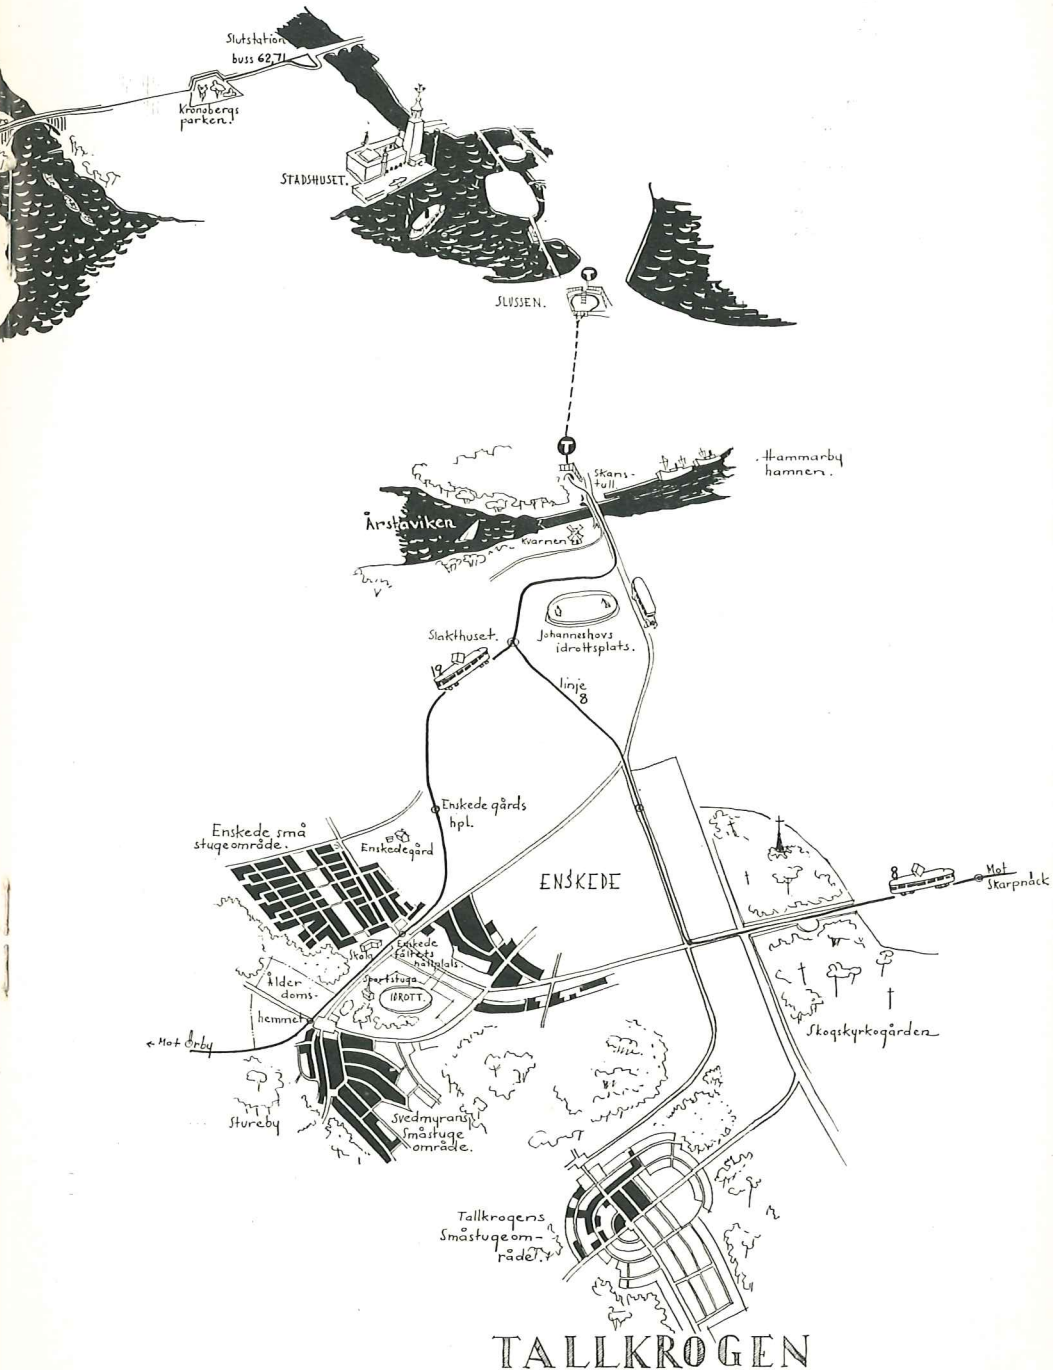 Slutstation
buss 62,71
Kronobergs
parken.
STADSHUSET.
T
SLUSSEN.
T
Hammarby
hamnen.
Skans-
tull
Årstaviken
Kvarnen
Slakthuset.
Johanneshovs
idrottsplats.
19
linje
8
Enskede gårds
hpl.
Enskede små
stugeområde.
Enskedegård
ENSKEDE
8
Mot
Skarpnäck
Skola
Enskede
fältets
hållplats.
Sportstuga
IDROTT.
Ålder
doms-
hemmet
← Mot Örby
Skogskyrkogården
Stureby
Svedmyrans
Småstuge
område.
Tallkrogens
Småstugeom-
råde.
TALLKROGEN